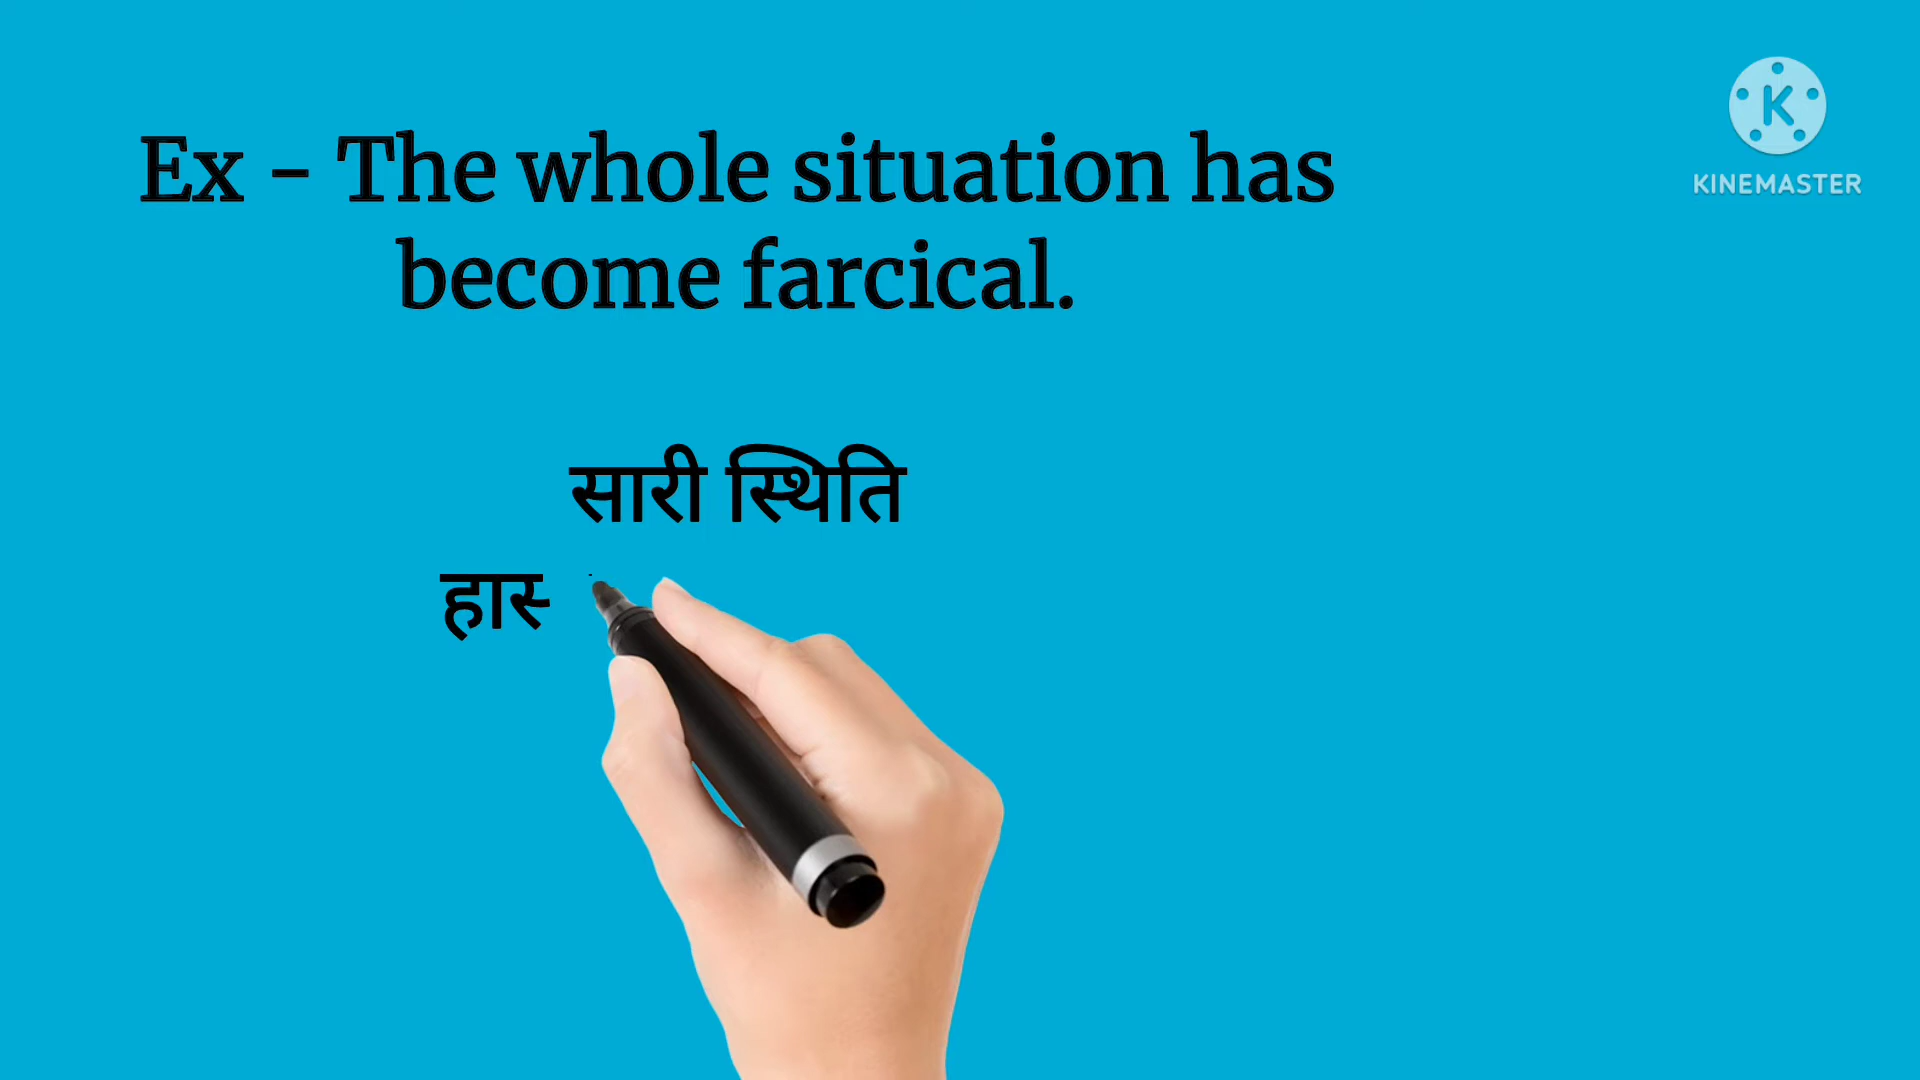 Ex - The whole situation has
become farcical.
KINEMASTER
सारी स्थिति